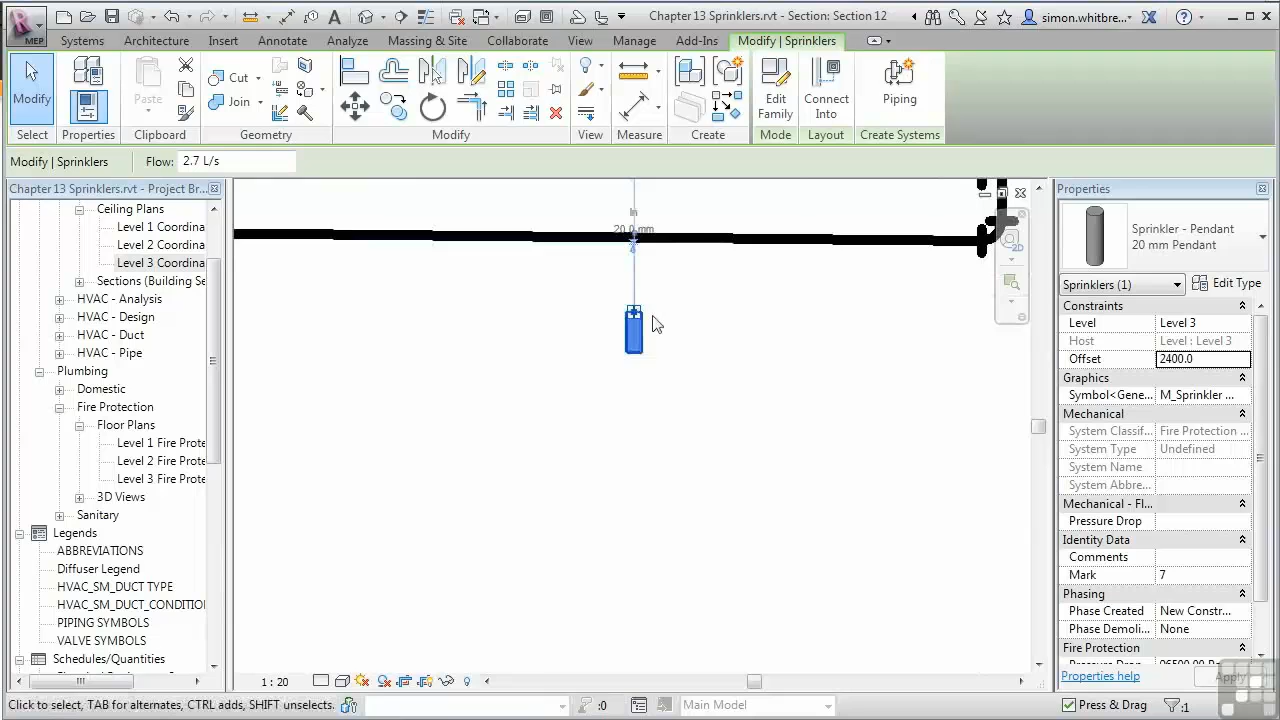 Chapter 13 Sprinklers.rvt - Section: Section 12
simon.whitbre...
MEP
Systems Architecture Insert Annotate Analyze Massing & Site Collaborate View Manage Add-Ins Modify | Sprinklers
Modify
Paste
Cut
Join
Edit Family
Connect Into
Piping
Select Properties Clipboard Geometry Modify View Measure Create Mode Layout Create Systems
Modify | Sprinklers Flow: 2.7 L/s
Chapter 13 Sprinklers.rvt - Project Br...
Ceiling Plans
Level 1 Coordina
Level 2 Coordina
Level 3 Coordina
Sections (Building Se
HVAC - Analysis
HVAC - Design
HVAC - Duct
HVAC - Pipe
Plumbing
Domestic
Fire Protection
Floor Plans
Level 1 Fire Prote
Level 2 Fire Prote
Level 3 Fire Prote
3D Views
Sanitary
Legends
ABBREVIATIONS
Diffuser Legend
HVAC_SM_DUCT TYPE
HVAC_SM_DUCT_CONDITIO
PIPING SYMBOLS
VALVE SYMBOLS
Schedules/Quantities
In
20.0 mm
2D
Properties
Sprinkler - Pendant
20 mm Pendant
Sprinklers (1) Edit Type
Constraints
Level Level 3
Host Level : Level 3
Offset 2400.0
Graphics
Symbol<Gene... M_Sprinkler ...
Mechanical
System Classif... Fire Protection ...
System Type Undefined
System Name
System Abbre...
Mechanical - Fl...
Pressure Drop
Identity Data
Comments
Mark 7
Phasing
Phase Created New Constr...
Phase Demoli... None
Fire Protection
Properties help Apply
1 : 20
Click to select, TAB for alternates, CTRL adds, SHIFT unselects. :0 Main Model Press & Drag :1